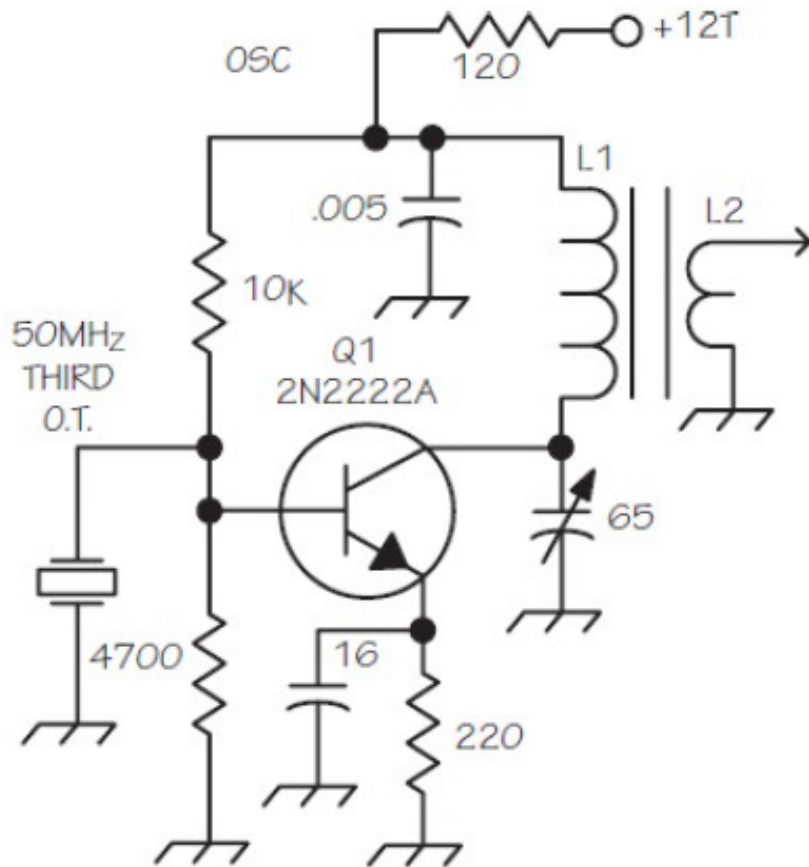 +12T
OSC
120
L1
.005
L2
10K
50MHz
THIRD
O.T.
Q1
2N2222A
65
4700
16
220